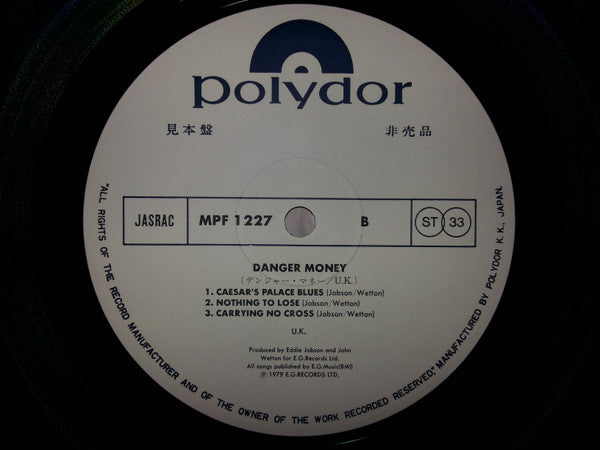 polydor
見本盤 非売品
JASRAC MPF 1227 B ST 33
DANGER MONEY
(デンジャー・マネー/U.K.)
1. CAESAR'S PALACE BLUES (Jobson/Wetton)
2. NOTHING TO LOSE (Jobson/Wetton)
3. CARRYING NO CROSS (Jobson/Wetton)
U.K.
Produced by Eddie Jobson and John
Wetton for E.G.Records Ltd.
All songs published by E.G.Music(BMI)
Ⓟ 1979 E.G.RECORDS LTD.
"ALL RIGHTS OF THE RECORD MANUFACTURER AND OF THE OWNER OF THE WORK RECORDED RESERVED," MANUFACTURED BY POLYDOR K. K., JAPAN.